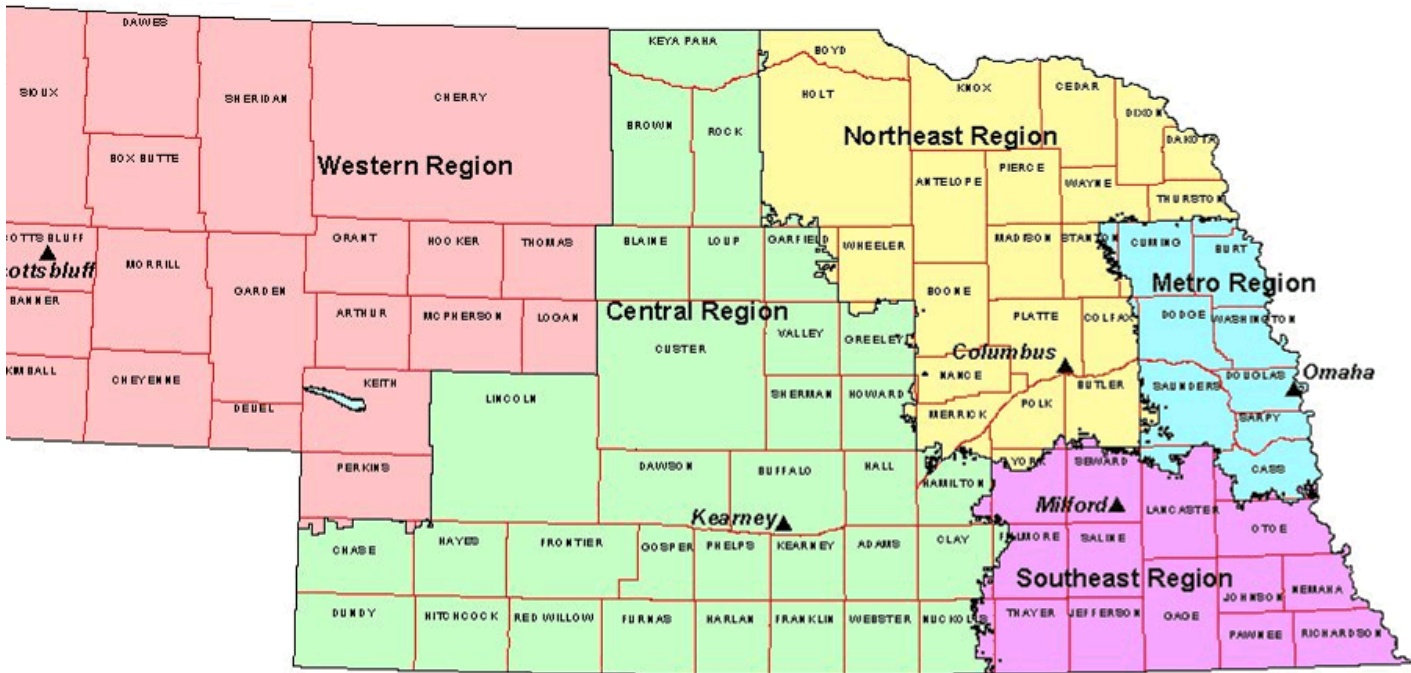 DAWES
KEYA PAHA
BOYD
SIOUX
SHERIDAN
CHERRY
HOLT
KNOX
CEDAR
DIXON
BROWN
ROCK
Northeast Region
DAKOTA
BOX BUTTE
Western Region
ANTELOPE
PIERCE
WAYNE
THURSTON
COTTSBLUFF
GRANT
HOOKER
THOMAS
BLAINE
LOUP
GARFIELD
WHEELER
MADISON
STANTON
CUMING
BURT
cottsbluff
MORRILL
GARDEN
BOONE
Metro Region
BANNER
ARTHUR
MCPHERSON
LOGAN
Central Region
VALLEY
GREELEY
PLATTE
COLFAX
DODGE
WASHINGTON
CUSTER
Columbus
KIMBALL
CHEYENNE
DEUEL
KEITH
LINCOLN
SHERMAN
HOWARD
NANCE
MERRICK
POLK
BUTLER
SAUNDERS
DOUGLAS
Omaha
SARPY
PERKINS
DAWSON
BUFFALO
HALL
HAMILTON
YORK
SEWARD
CASS
Kearney
Milford
LANCASTER
OTOE
CHASE
HAYES
FRONTIER
GOSPER
PHELPS
KEARNEY
ADAMS
CLAY
FILLMORE
SALINE
Southeast Region
JOHNSON
NEMAHA
DUNDY
HITCHCOCK
RED WILLOW
FURNAS
HARLAN
FRANKLIN
WEBSTER
NUCKOLLS
THAYER
JEFFERSON
GAGE
PAWNEE
RICHARDSON